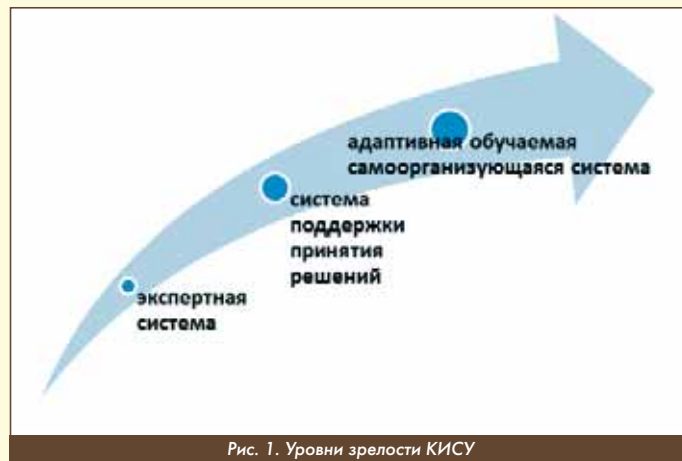 адаптивная обучаемая
самоорганизующаяся система
система
поддержки
принятия
решений
экспертная
система
Рис. 1. Уровни зрелости КИСУ